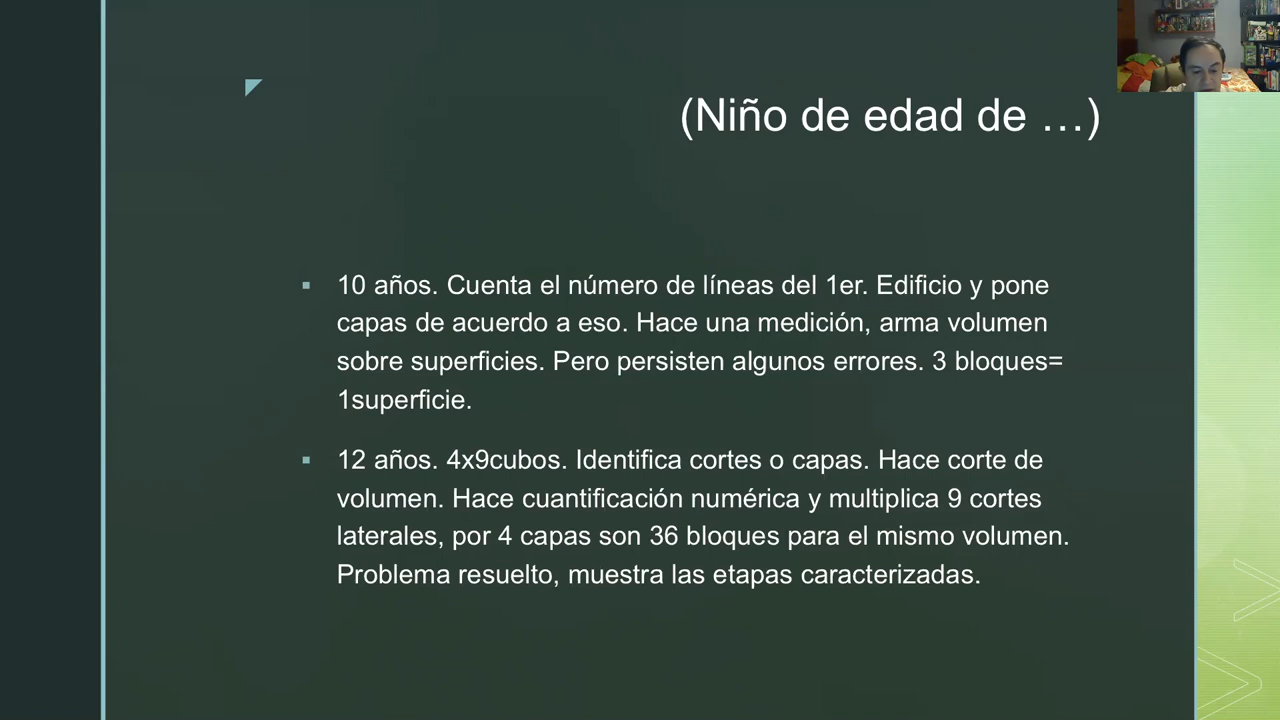 (Niño de edad de …)
▪ 10 años. Cuenta el número de líneas del 1er. Edificio y pone
capas de acuerdo a eso. Hace una medición, arma volumen
sobre superficies. Pero persisten algunos errores. 3 bloques=
1superficie.
▪ 12 años. 4x9cubos. Identifica cortes o capas. Hace corte de
volumen. Hace cuantificación numérica y multiplica 9 cortes
laterales, por 4 capas son 36 bloques para el mismo volumen.
Problema resuelto, muestra las etapas caracterizadas.